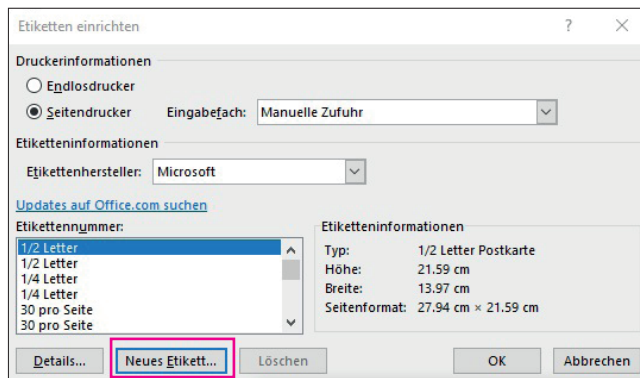 Etiketten einrichten ? ×
Druckerinformationen
Endlosdrucker
Seitendrucker Eingabefach: Manuelle Zufuhr
Etiketteninformationen
Etikettenhersteller: Microsoft
Updates auf Office.com suchen
Etikettennummer:
1/2 Letter
1/2 Letter
1/4 Letter
1/4 Letter
30 pro Seite
30 pro Seite
Etiketteninformationen
Typ: 1/2 Letter Postkarte
Höhe: 21.59 cm
Breite: 13.97 cm
Seitenformat: 27.94 cm × 21.59 cm
Details... Neues Etikett... Löschen OK Abbrechen